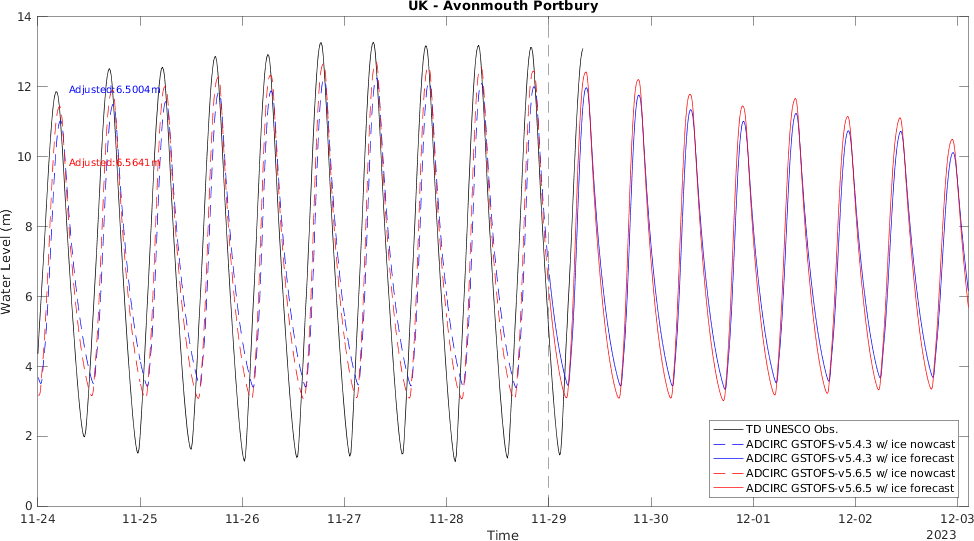 UK - Avonmouth Portbury
14
12
10
8
6
4
2
0
Water Level (m)
Adjusted:6.5004m
Adjusted:6.5641m
TD UNESCO Obs.
ADCIRC GSTOFS-v5.4.3 w/ ice nowcast
ADCIRC GSTOFS-v5.4.3 w/ ice forecast
ADCIRC GSTOFS-v5.6.5 w/ ice nowcast
ADCIRC GSTOFS-v5.6.5 w/ ice forecast
11-24 11-25 11-26 11-27 11-28 11-29 11-30 12-01 12-02 12-03
Time
2023